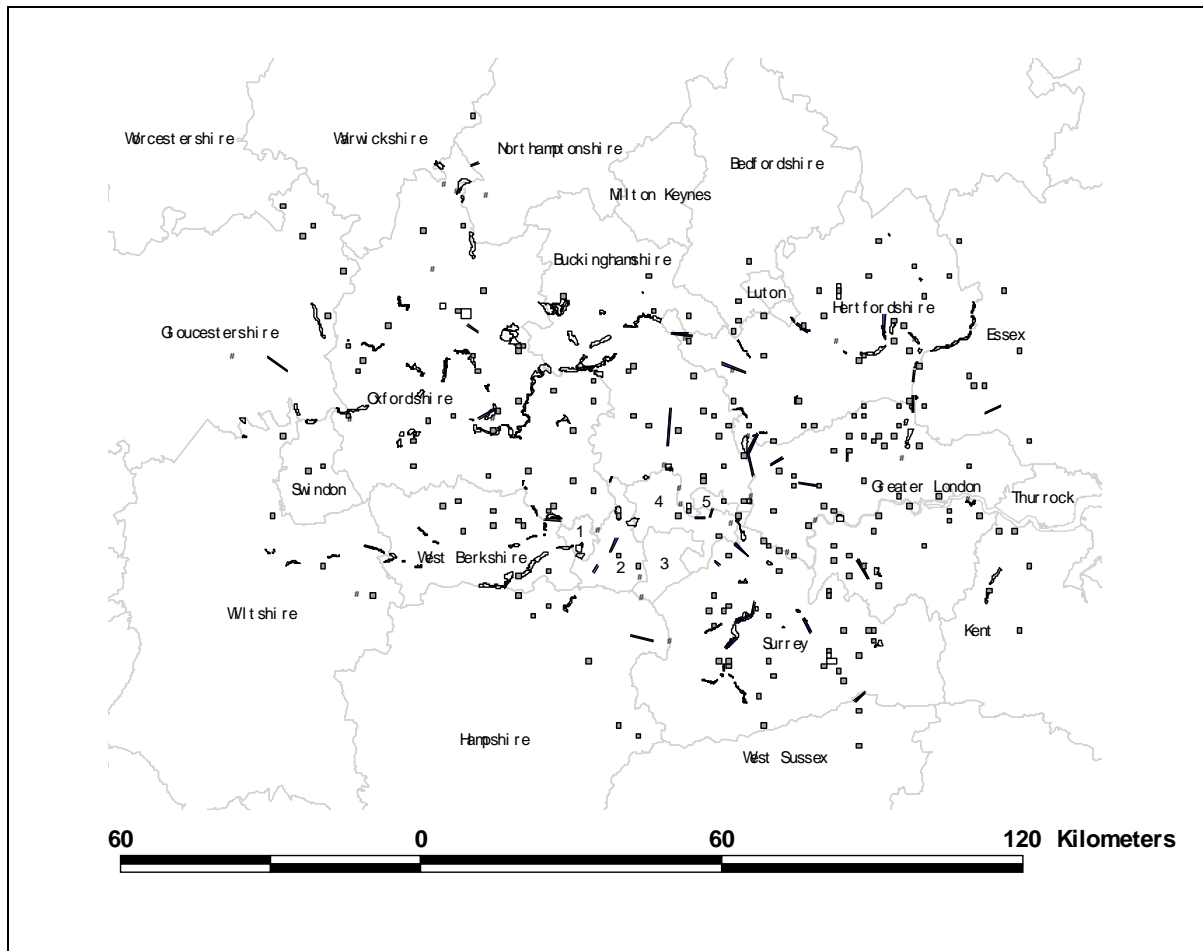 Worcestershire
Warwickshire
Northamptonshire
Bedfordshire
Milton Keynes
Buckinghamshire
Luton
Hertfordshire
Gloucestershire
Essex
Oxfordshire
Swindon
4
5
Greater London
Thurrock
1
West Berkshire
2
3
Wiltshire
Kent
Surrey
Hampshire
West Sussex
60 0 60 120 Kilometers